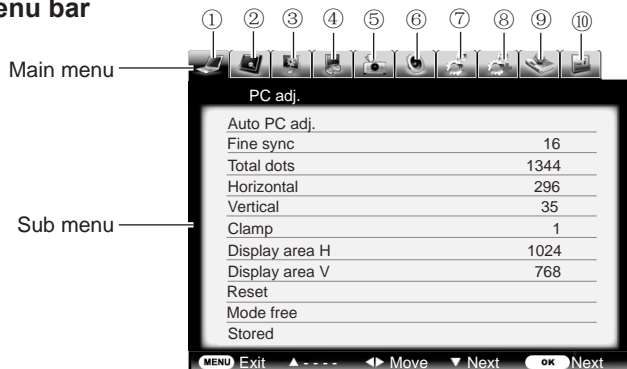 enu bar
① ② ③ ④ ⑤ ⑥ ⑦ ⑧ ⑨ ⑩
Main menu
PC adj.
Auto PC adj.
Fine sync 16
Total dots 1344
Horizontal 296
Vertical 35
Sub menu
Clamp 1
Display area H 1024
Display area V 768
Reset
Mode free
Stored
MENU Exit ▲ - - - - ◀▶ Move ▼ Next OK Next